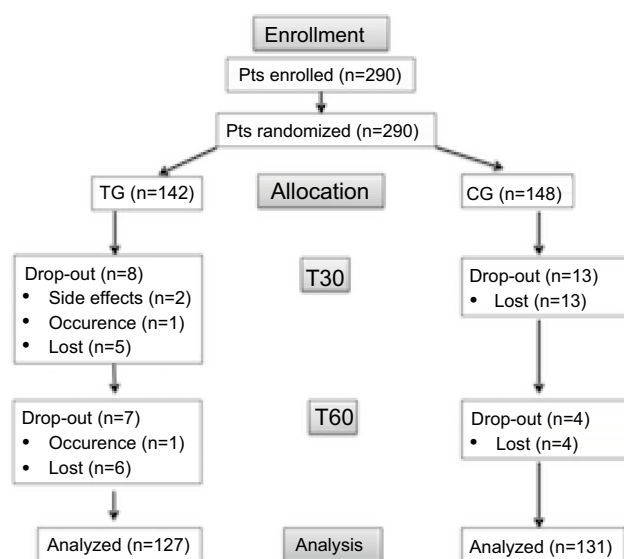 Enrollment
Pts enrolled (n=290)
Pts randomized (n=290)
TG (n=142)
Allocation
CG (n=148)
Drop-out (n=8)
• Side effects (n=2)
• Occurence (n=1)
• Lost (n=5)
T30
Drop-out (n=13)
• Lost (n=13)
Drop-out (n=7)
• Occurence (n=1)
• Lost (n=6)
T60
Drop-out (n=4)
• Lost (n=4)
Analyzed (n=127)
Analysis
Analyzed (n=131)